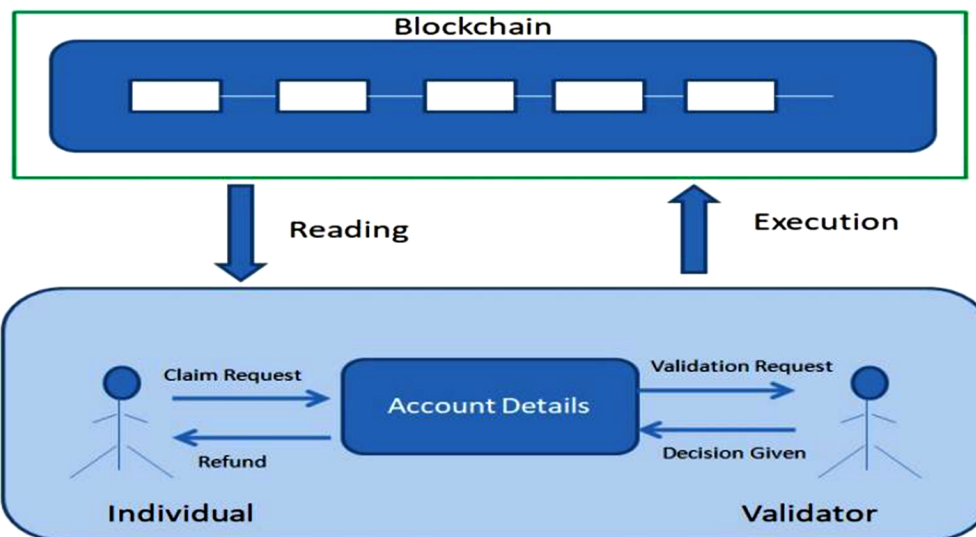 Blockchain
Reading
Execution
Claim Request
Validation Request
Account Details
Refund
Decision Given
Individual
Validator